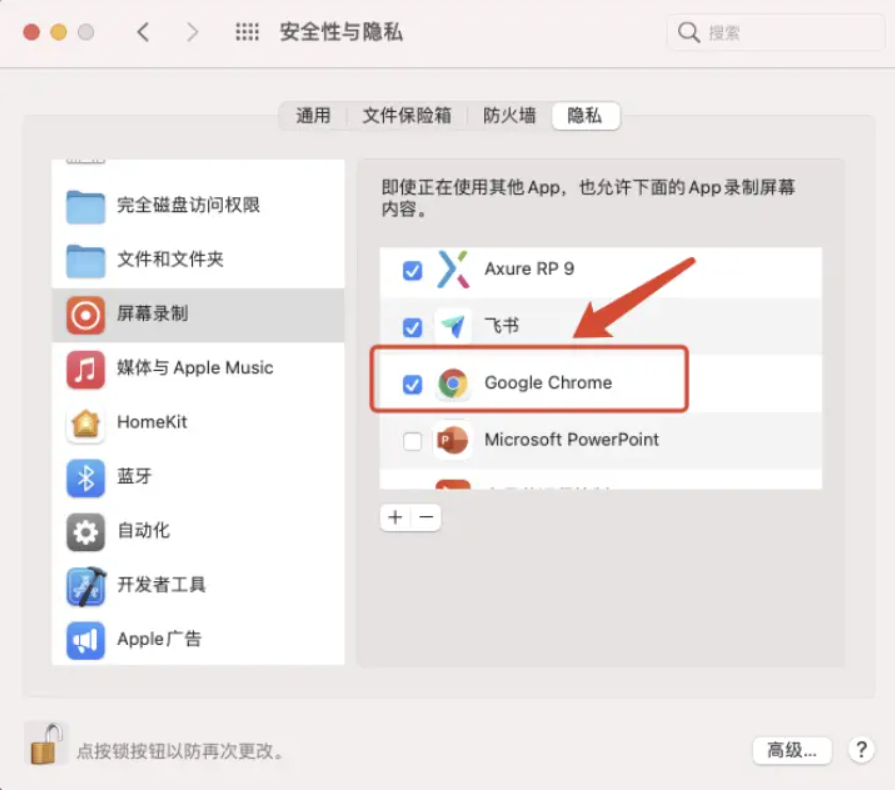 安全性与隐私
搜索
通用
文件保险箱
防火墙
隐私
完全磁盘访问权限
文件和文件夹
屏幕录制
媒体与 Apple Music
HomeKit
蓝牙
自动化
开发者工具
Apple广告
即使正在使用其他 App，也允许下面的 App 录制屏幕
内容。
Axure RP 9
飞书
Google Chrome
Microsoft PowerPoint
点按锁按钮以防再次更改。
高级...
?